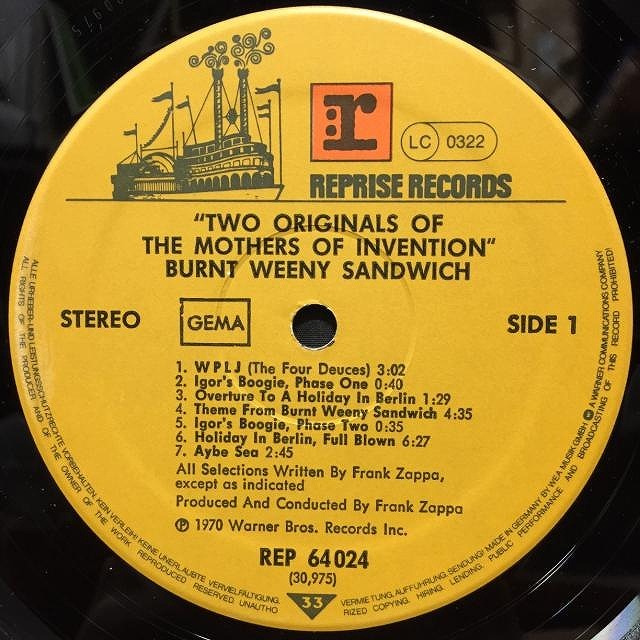 r
LC 0322
REPRISE RECORDS
"TWO ORIGINALS OF
THE MOTHERS OF INVENTION"
BURNT WEENY SANDWICH
STEREO
GEMA
SIDE 1
1. WPLJ (The Four Deuces) 3:02
2. Igor's Boogie, Phase One 0:40
3. Overture To A Holiday In Berlin 1:29
4. Theme From Burnt Weeny Sandwich 4:35
5. Igor's Boogie, Phase Two 0:35
6. Holiday In Berlin, Full Blown 6:27
7. Aybe Sea 2:45
All Selections Written By Frank Zappa,
except as indicated
Produced And Conducted By Frank Zappa
℗ 1970 Warner Bros. Records Inc.
REP 64 024
(30,975)
33
ALLE URHEBER- UND LEISTUNGSSCHUTZRECHTE VORBEHALTEN. KEIN VERLEIH! KEINE UNERLAUBTE VERVIELFÄLTIGUNG,
VERMIETUNG, AUFFÜHRUNG, SENDUNG! MADE IN GERMANY BY WEA MUSIK GMBH A WARNER COMMUNICATIONS COMPANY
ALL RIGHTS OF THE PRODUCER AND OF THE OWNER OF THE WORK REPRODUCED RESERVED. UNAUTHO
RIZED COPYING, HIRING, LENDING, PUBLIC PERFORMANCE AND BROADCASTING OF THIS RECORD PROHIBITED!